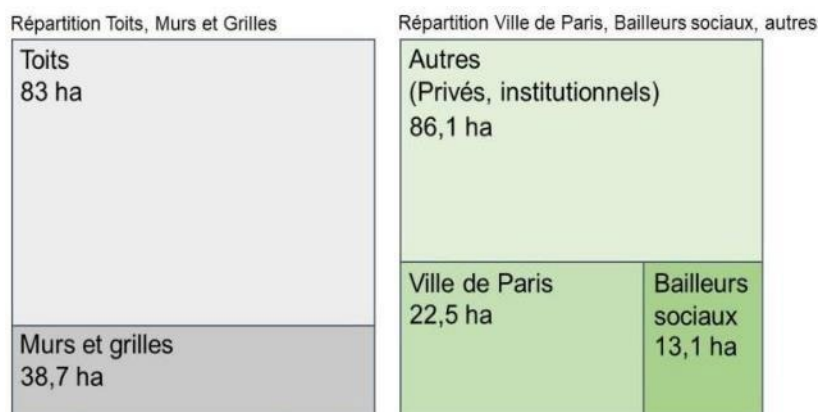 Répartition Toits, Murs et Grilles
Toits
83 ha
Murs et grilles
38,7 ha
Répartition Ville de Paris, Bailleurs sociaux, autres
Autres
(Privés, institutionnels)
86,1 ha
Ville de Paris
22,5 ha
Bailleurs
sociaux
13,1 ha